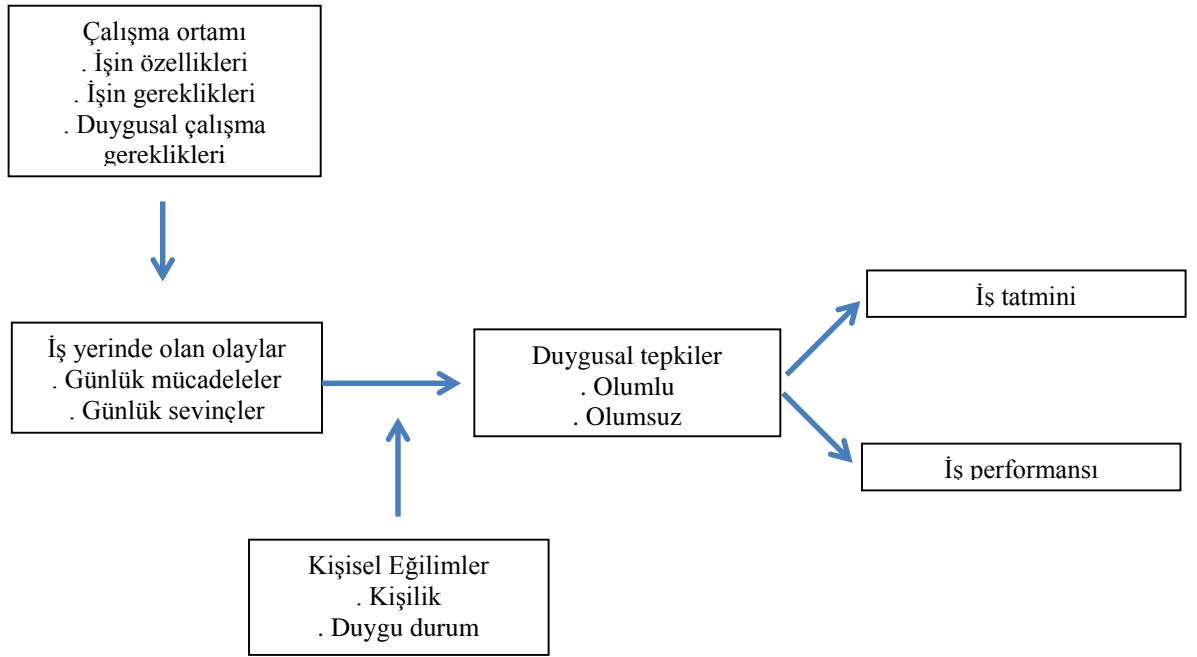 Çalışma ortamı
. İşin özellikleri
. İşin gereklikleri
. Duygusal çalışma
gereklikleri
İş yerinde olan olaylar
. Günlük mücadeleler
. Günlük sevinçler
Duygusal tepkiler
. Olumlu
. Olumsuz
İş tatmini
İş performansı
Kişisel Eğilimler
. Kişilik
. Duygu durum